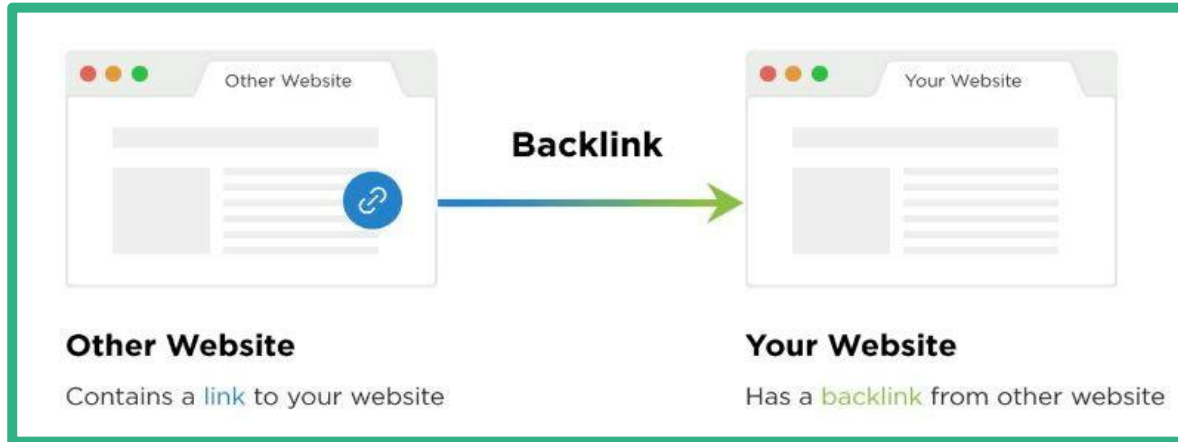 Other Website
Your Website
Backlink
Other Website
Contains a link to your website
Your Website
Has a backlink from other website